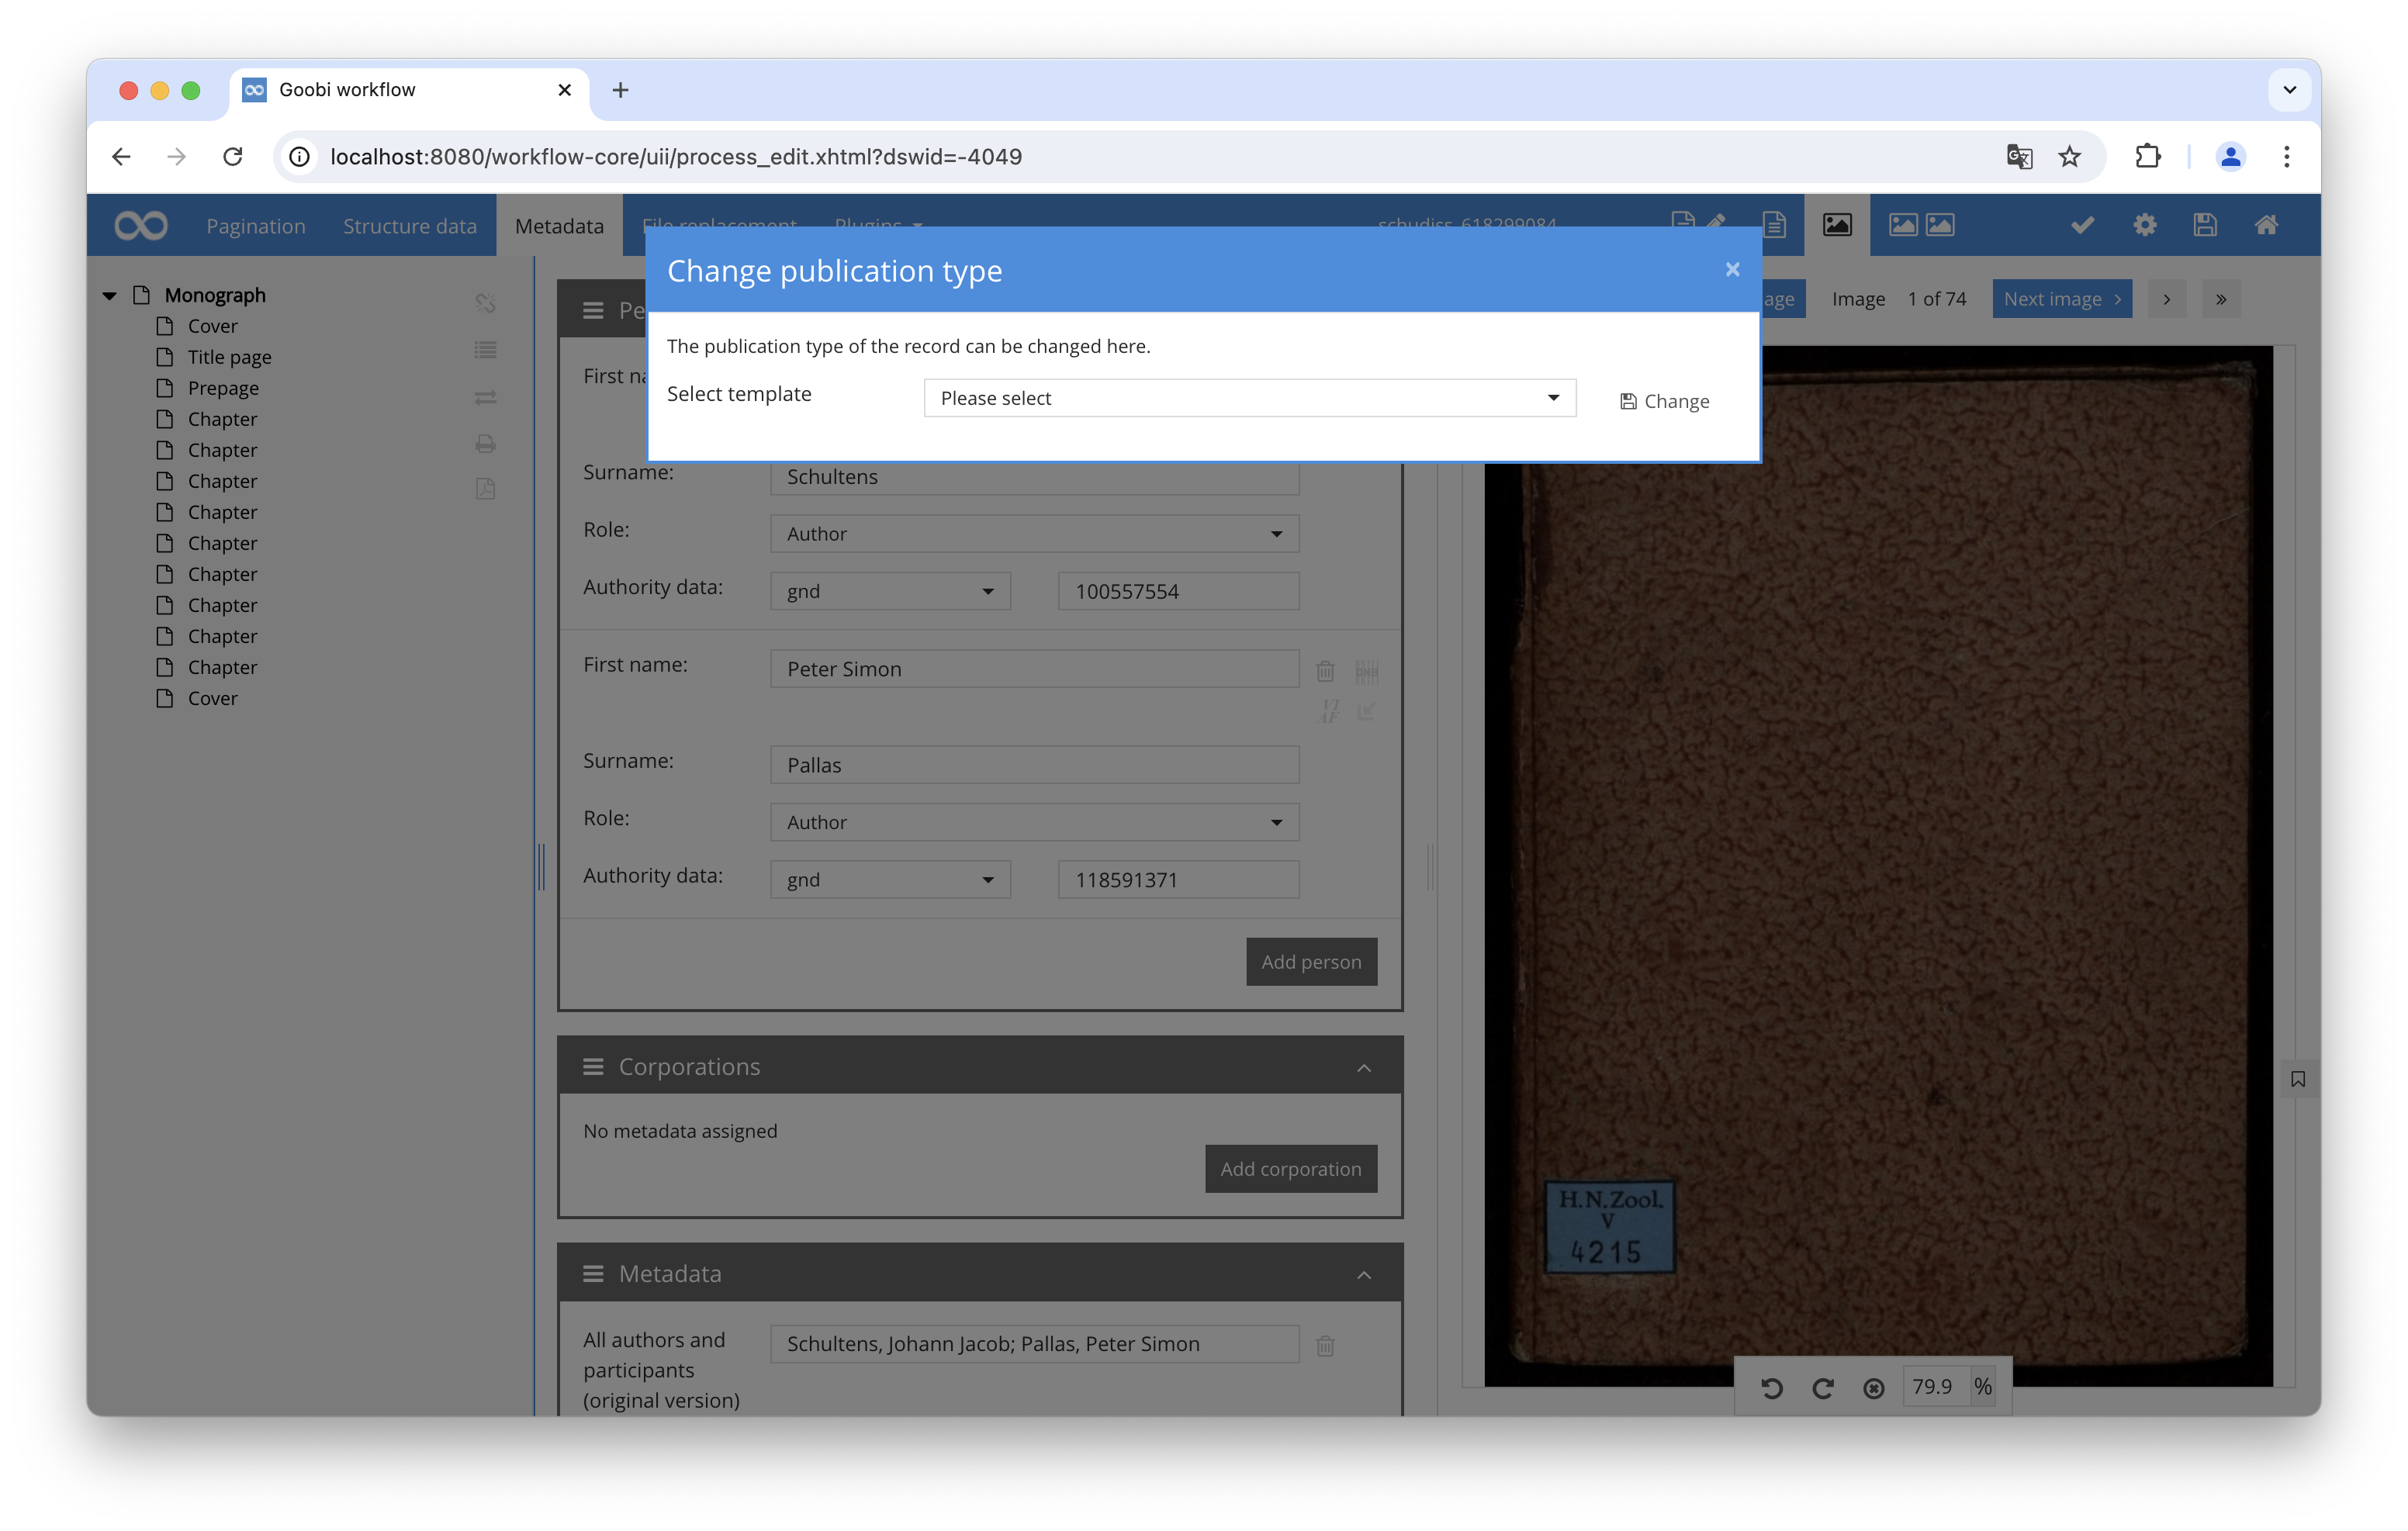 Goobi workflow
localhost:8080/workflow-core/uii/process_edit.xhtml?dswid=-4049
Pagination
Structure data
Metadata
File replacement
Plugins
schudiss_618299084
Change publication type
The publication type of the record can be changed here.
Select template
Please select
Change
Monograph
Cover
Title page
Prepage
Chapter
Chapter
Chapter
Chapter
Chapter
Chapter
Chapter
Chapter
Chapter
Cover
Pe
First na
Surname:
Schultens
Role:
Author
Authority data:
gnd
100557554
First name:
Peter Simon
DNB
VIAF
Surname:
Pallas
Role:
Author
Authority data:
gnd
118591371
Add person
Corporations
No metadata assigned
Add corporation
Metadata
All authors and
participants
(original version)
Schultens, Johann Jacob; Pallas, Peter Simon
age
Image
1 of 74
Next image
H.N.Zool.
V
4215
79.9
%